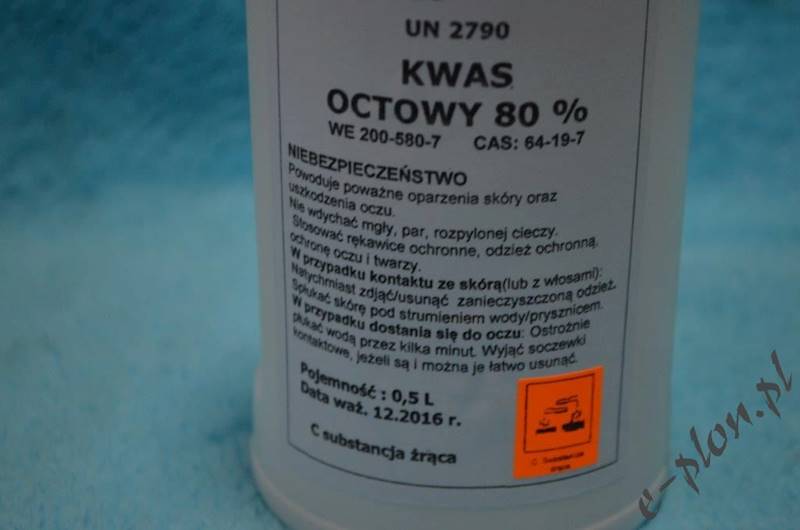 UN 2790
KWAS
OCTOWY 80 %
WE 200-580-7 CAS: 64-19-7
NIEBEZPIECZEŃSTWO
Powoduje poważne oparzenia skóry oraz
uszkodzenia oczu.
Nie wdychać mgły, par, rozpylonej cieczy.
Stosować rękawice ochronne, odzież ochronną,
ochronę oczu i twarzy.
W przypadku kontaktu ze skórą(lub z włosami):
Natychmiast zdjąć/usunąć zanieczyszczoną odzież.
Spłukać skórę pod strumieniem wody/prysznicem.
W przypadku dostania się do oczu: Ostrożnie
płukać wodą przez kilka minut. Wyjąć soczewki
kontaktowe, jeżeli są i można je łatwo usunąć.
Pojemność : 0,5 L
Data waż. 12.2016 r.
C substancja żrąca
C Substancja
żrąca
e-plon.pl